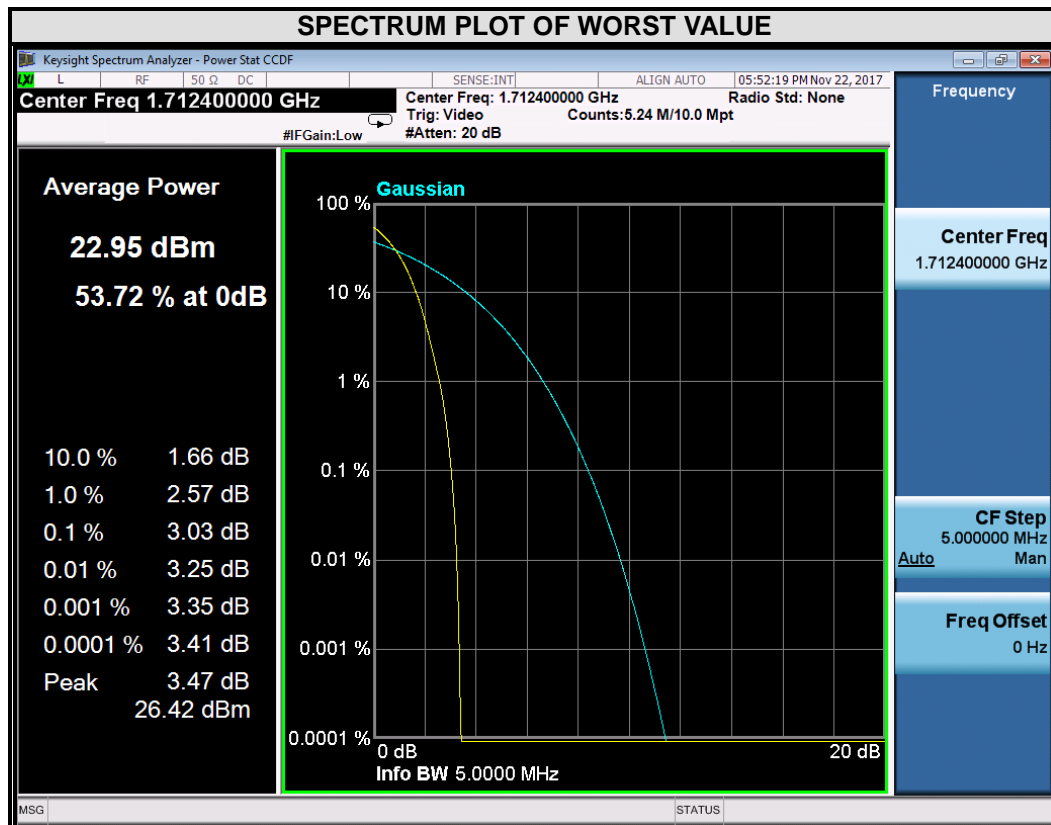 SPECTRUM PLOT OF WORST VALUE
Keysight Spectrum Analyzer - Power Stat CCDF
LXI L RF 50 Ω DC SENSE:INT ALIGN AUTO 05:52:19 PM Nov 22, 2017
Center Freq 1.712400000 GHz
#IFGain:Low
Center Freq: 1.712400000 GHz Radio Std: None
Trig: Video Counts:5.24 M/10.0 Mpt
#Atten: 20 dB
Average Power
22.95 dBm
53.72 % at 0dB
10.0 % 1.66 dB
1.0 % 2.57 dB
0.1 % 3.03 dB
0.01 % 3.25 dB
0.001 % 3.35 dB
0.0001 % 3.41 dB
Peak 3.47 dB
26.42 dBm
Gaussian
100 %
10 %
1 %
0.1 %
0.01 %
0.001 %
0.0001 %
0 dB 20 dB
Info BW 5.0000 MHz
Frequency
Center Freq
1.712400000 GHz
CF Step
5.000000 MHz
Auto Man
Freq Offset
0 Hz
MSG STATUS